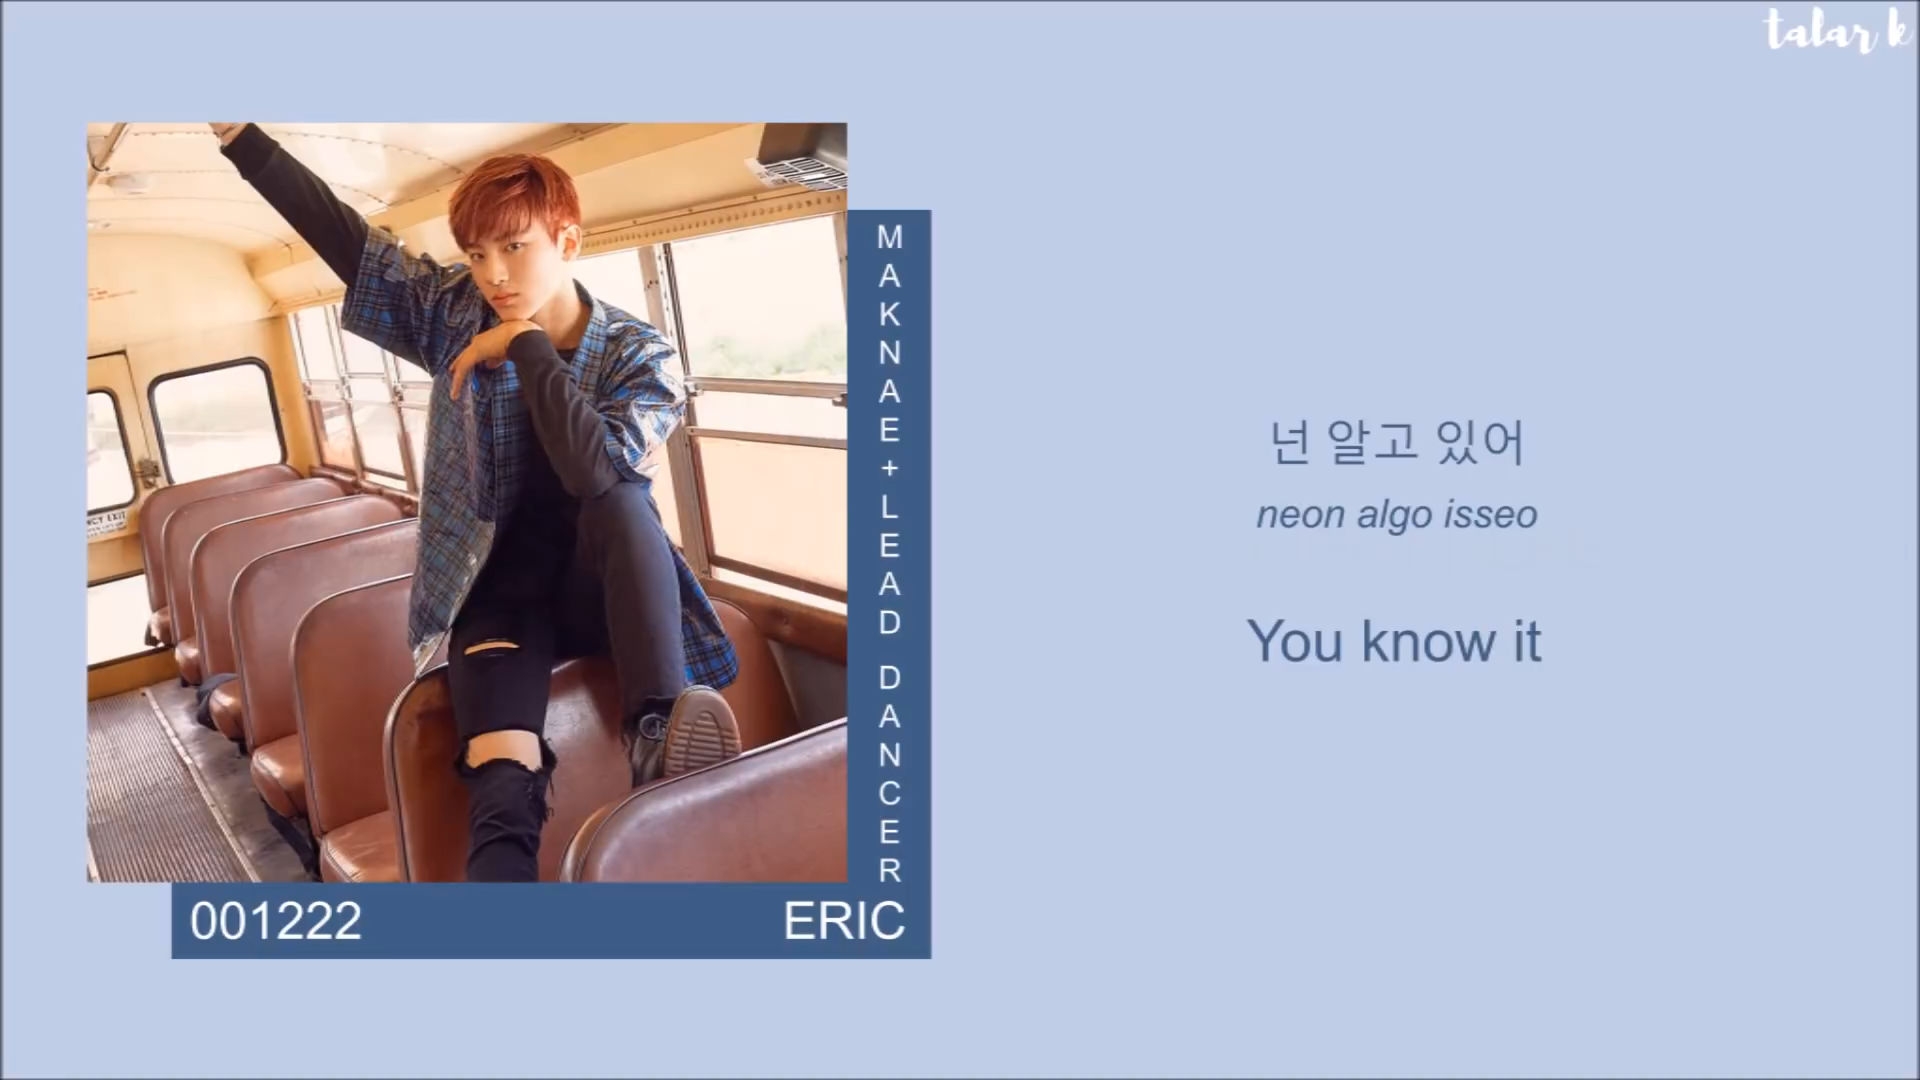 talar k
MAKNAE+LEAD DANCER
넌 알고 있어
neon algo isseo
You know it
001222
ERIC